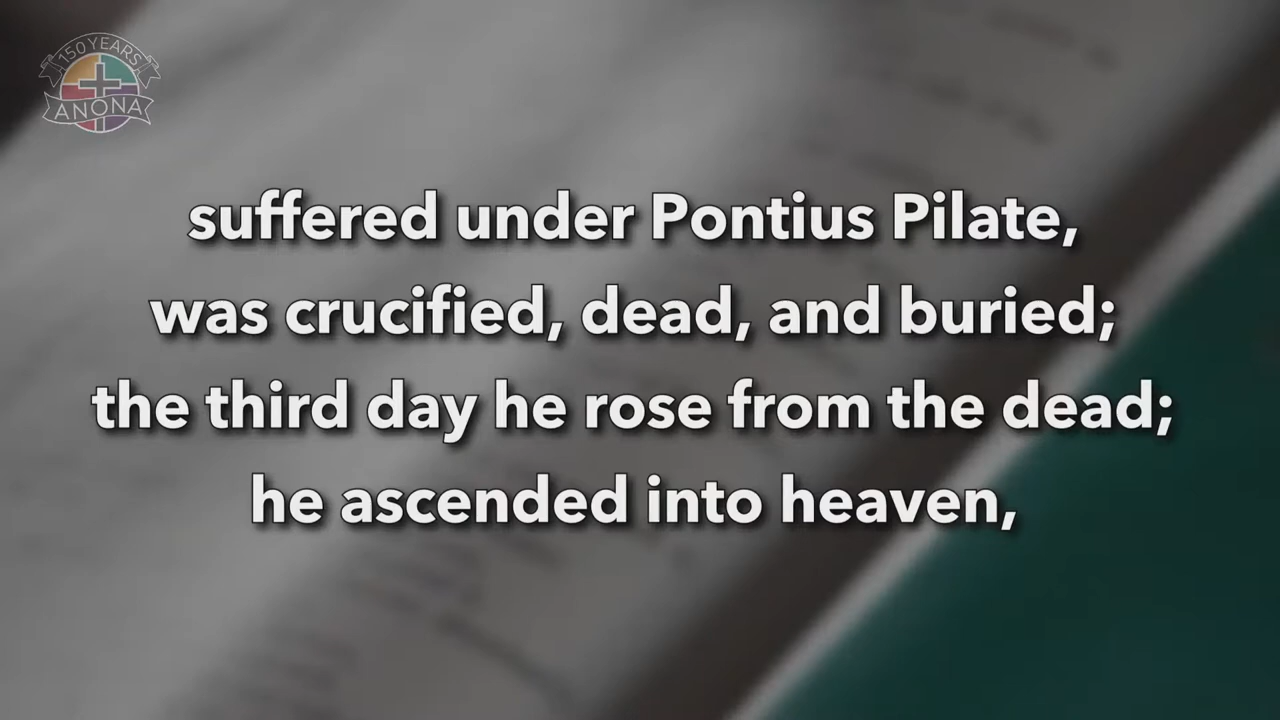 150 YEARS
ANONA
suffered under Pontius Pilate,
was crucified, dead, and buried;
the third day he rose from the dead;
he ascended into heaven,